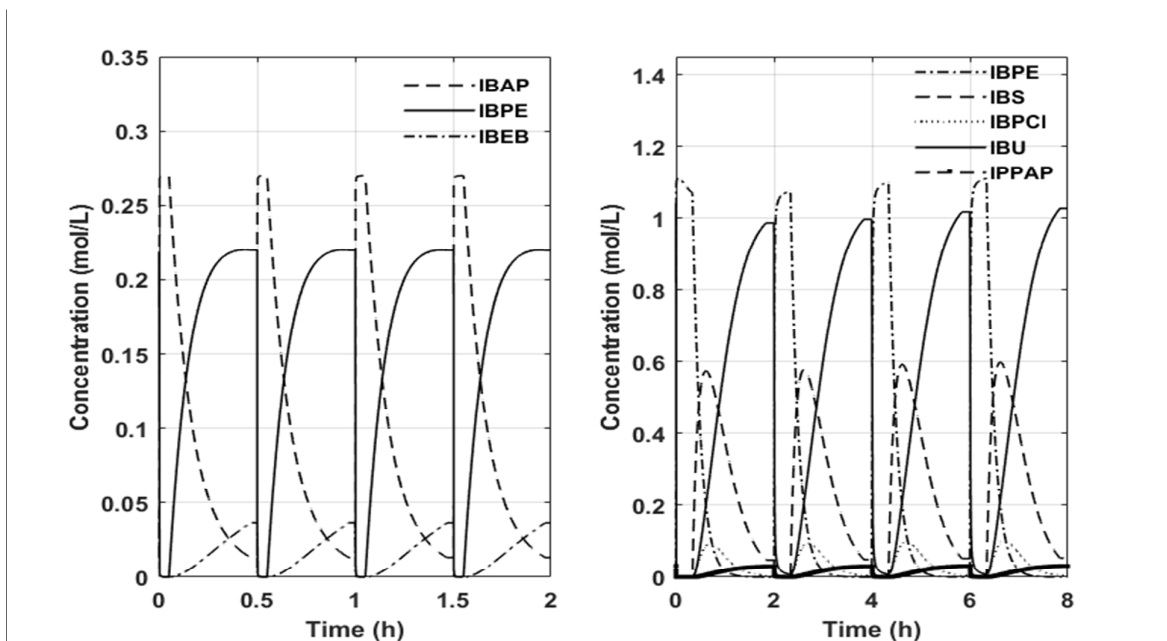 0.35
0.3
0.25
0.2
0.15
0.1
0.05
0
Concentration (mol/L)
IBAP
IBPE
IBEB
0 0.5 1 1.5 2
Time (h)
1.4
1.2
1
0.8
0.6
0.4
0.2
0
Concentration (mol/L)
IBPE
IBS
IBPCI
IBU
IPPAP
0 2 4 6 8
Time (h)